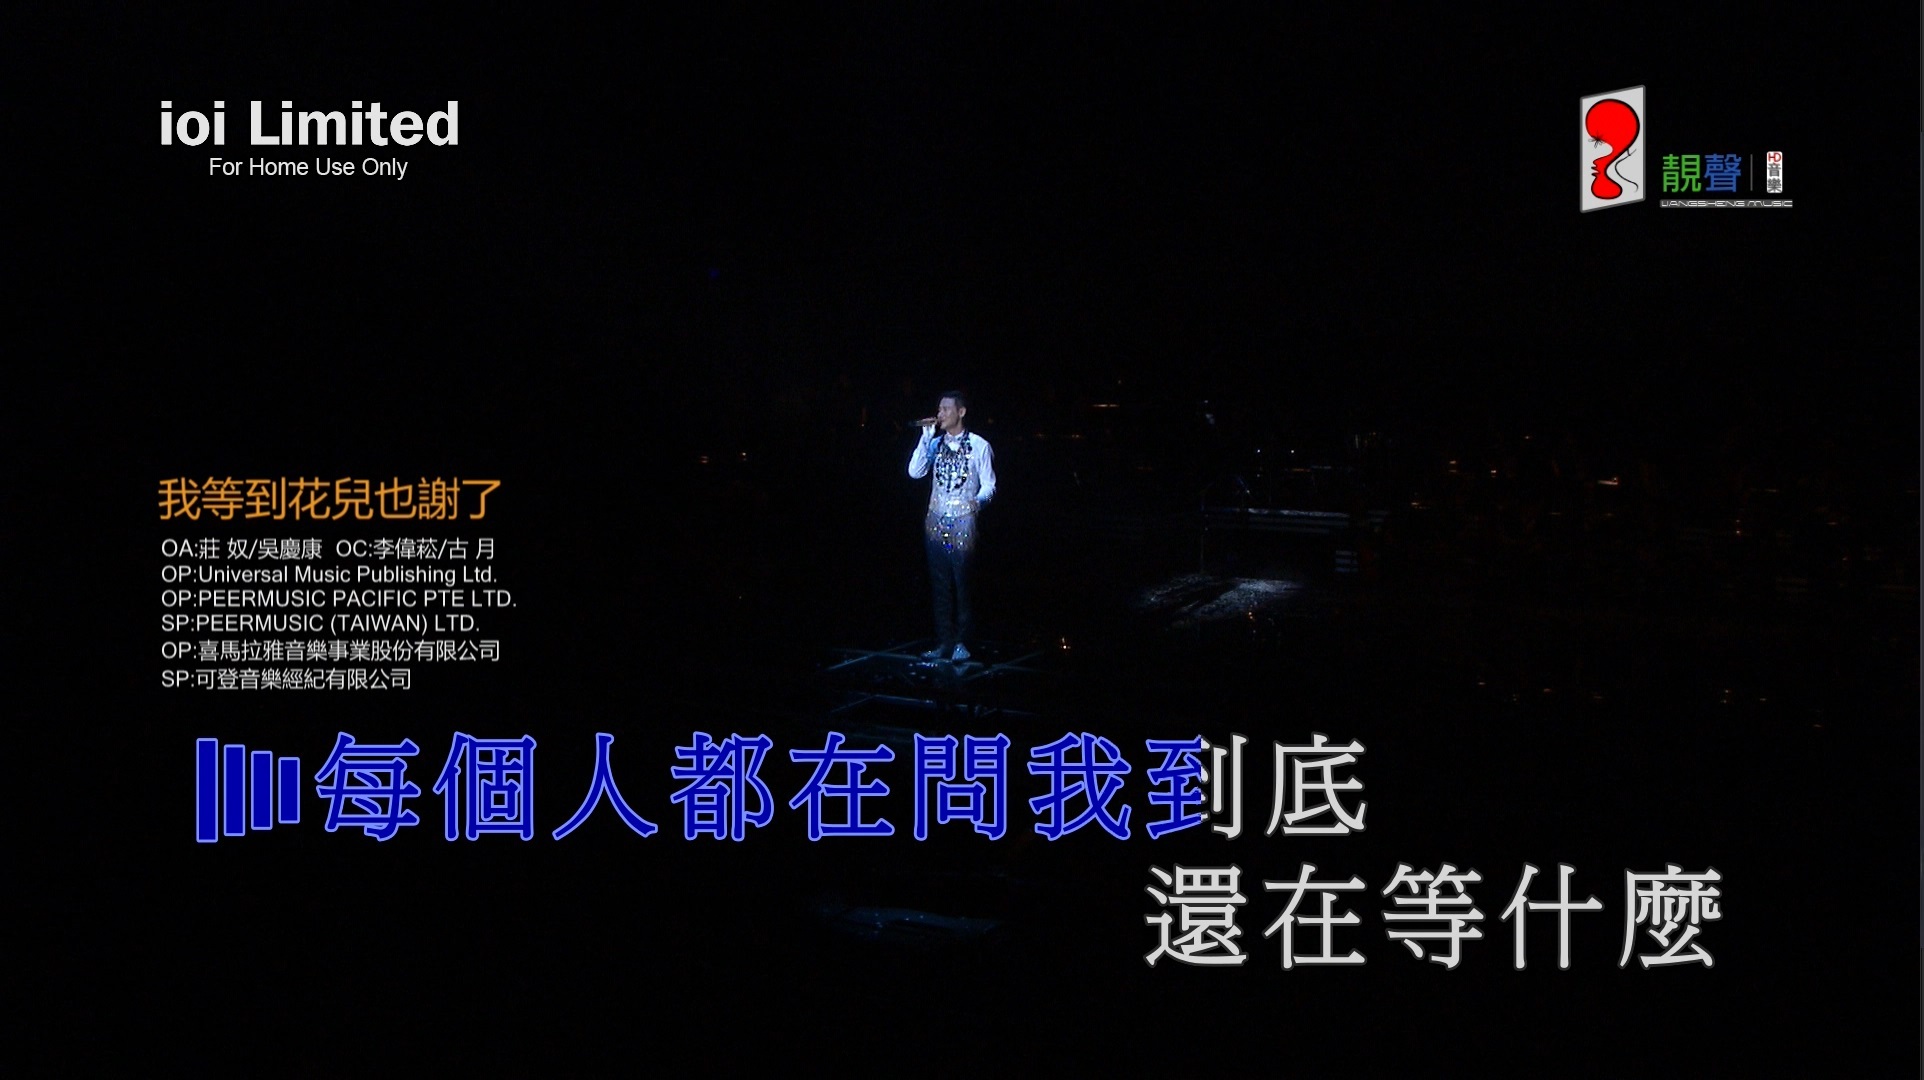 ioi Limited
For Home Use Only
靚聲
HD
音樂
LIANGSHENG MUSIC
我等到花兒也謝了
OA:莊 奴/吳慶康 OC:李偉菘/古 月
OP:Universal Music Publishing Ltd.
OP:PEERMUSIC PACIFIC PTE LTD.
SP:PEERMUSIC (TAIWAN) LTD.
OP:喜馬拉雅音樂事業股份有限公司
SP:可登音樂經紀有限公司
每個人都在問我到底
還在等什麼